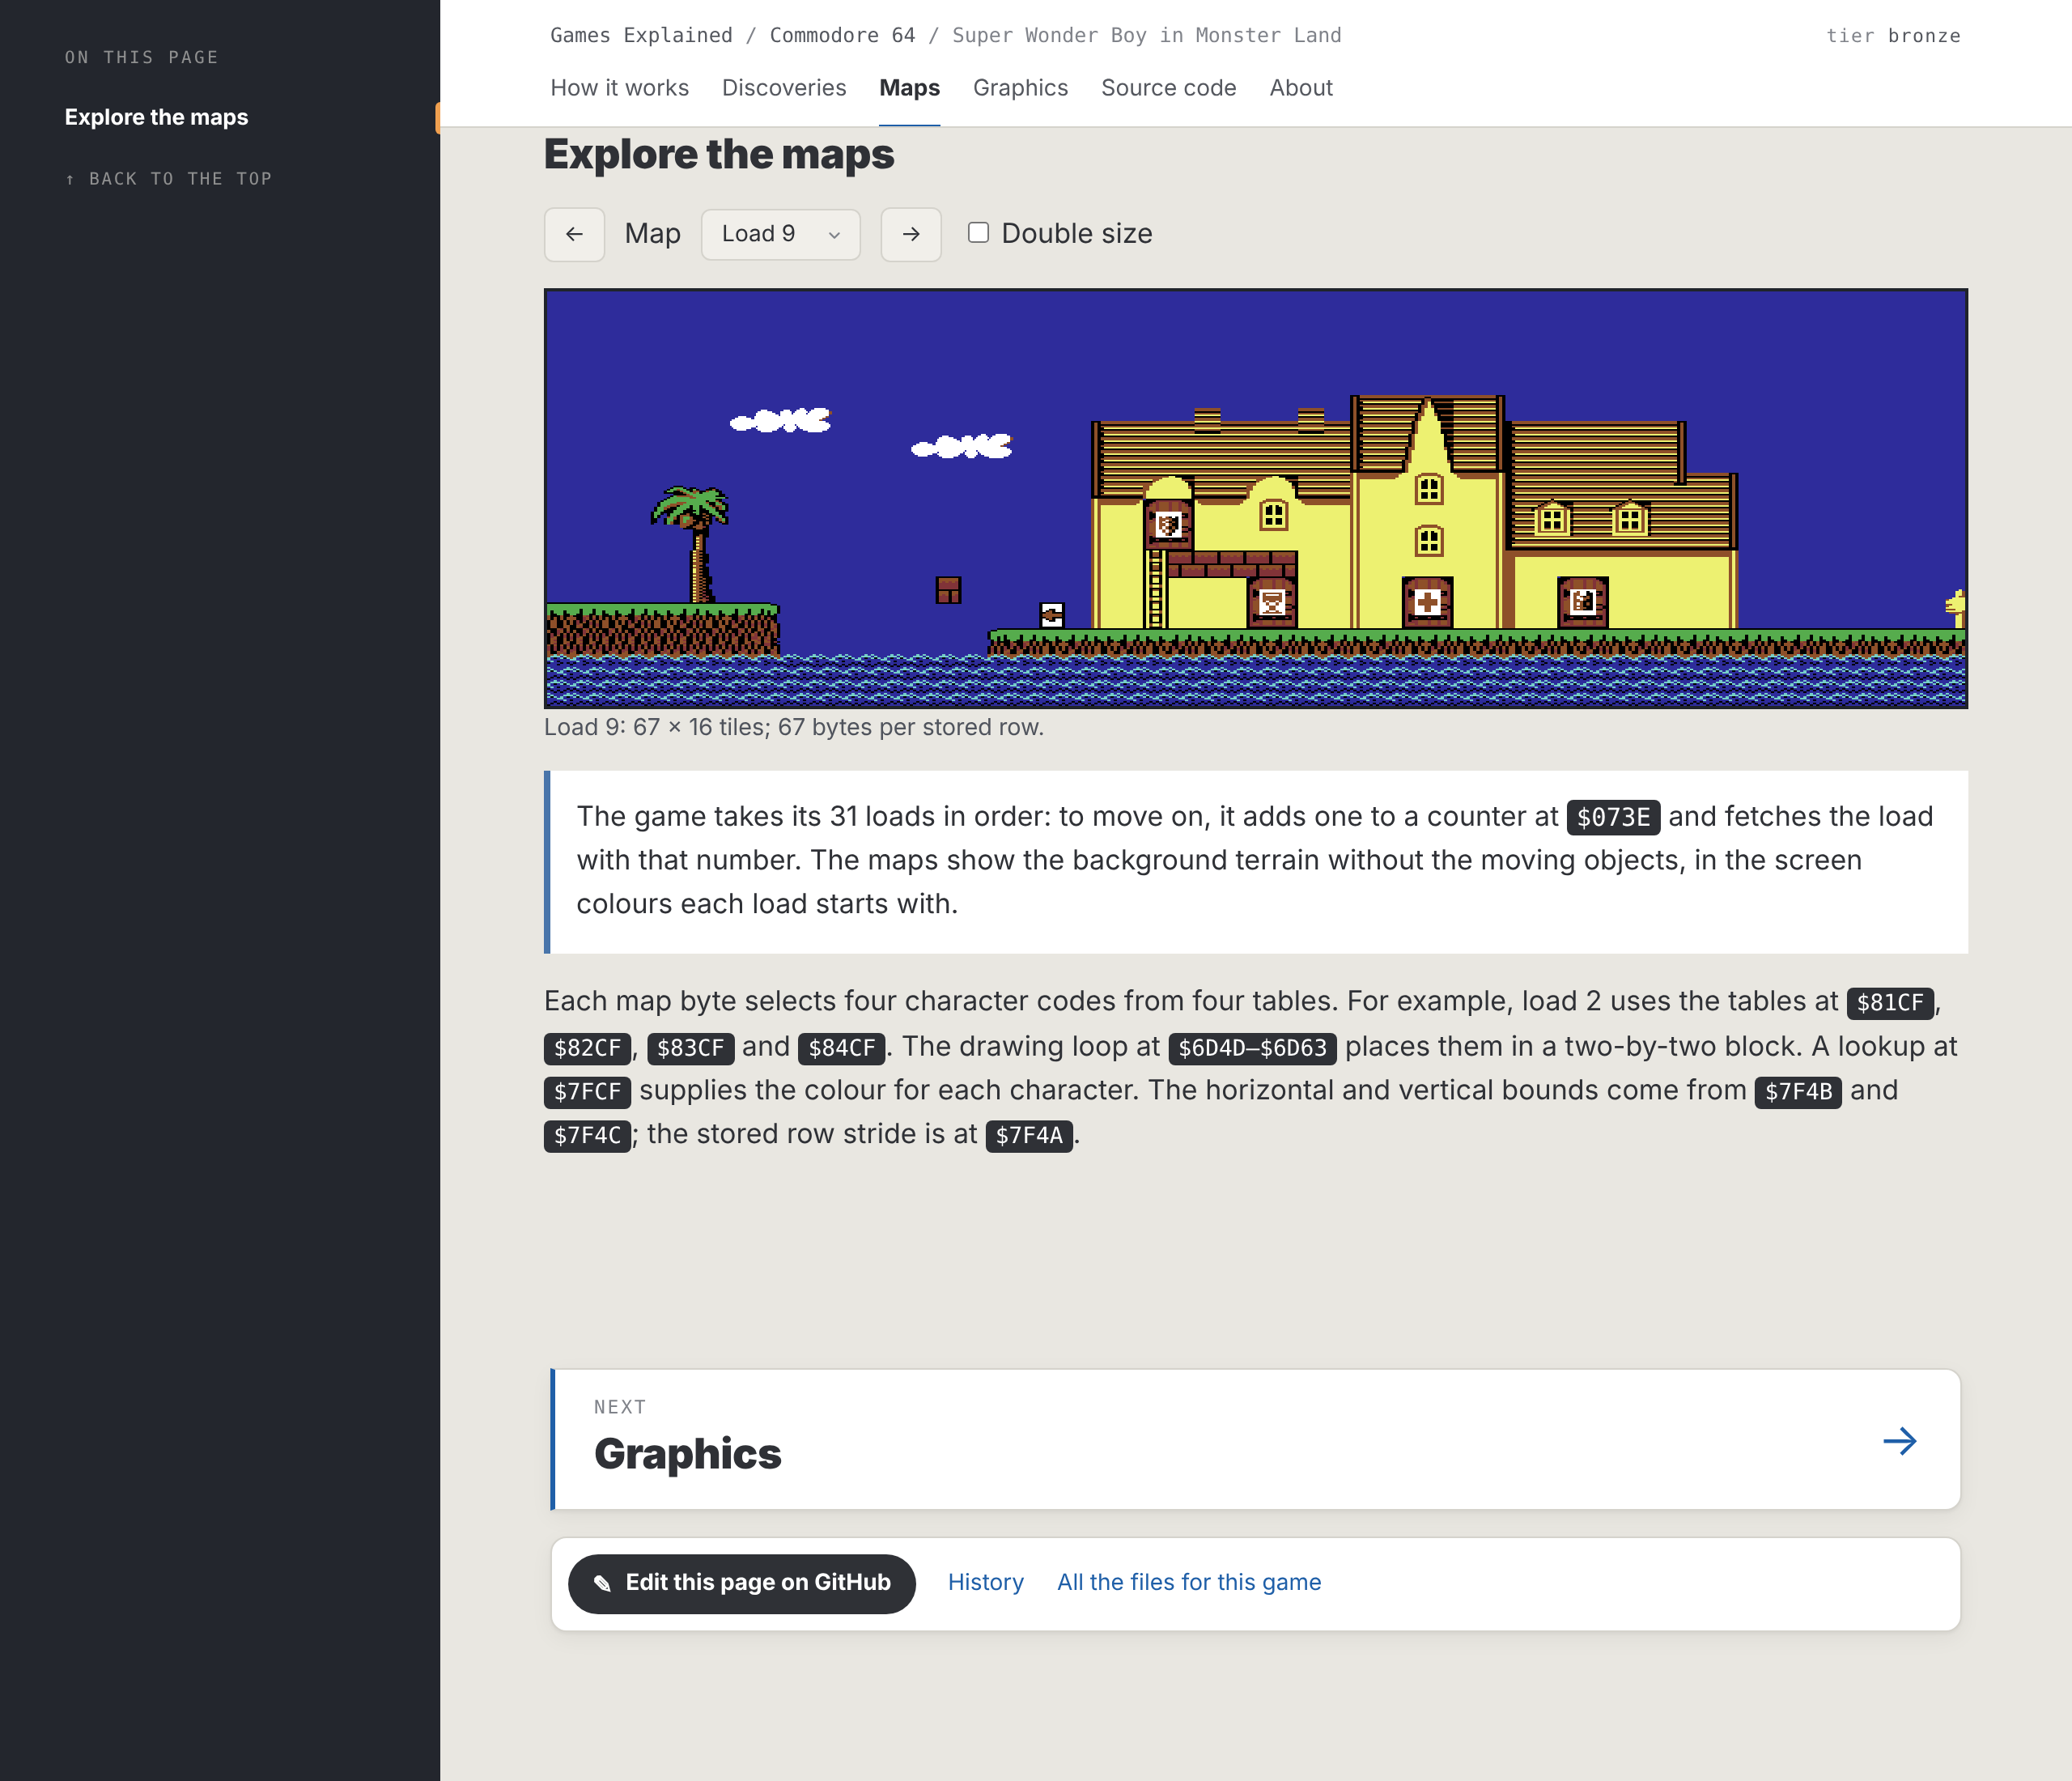 ON THIS PAGE
Explore the maps
↑ BACK TO THE TOP
Games Explained / Commodore 64 / Super Wonder Boy in Monster Land
tier bronze
How it works Discoveries Maps Graphics Source code About
Explore the maps
← Map Load 9 → Double size
Load 9: 67 × 16 tiles; 67 bytes per stored row.
The game takes its 31 loads in order: to move on, it adds one to a counter at $073E and fetches the load
with that number. The maps show the background terrain without the moving objects, in the screen
colours each load starts with.
Each map byte selects four character codes from four tables. For example, load 2 uses the tables at $81CF,
$82CF, $83CF and $84CF. The drawing loop at $6D4D–$6D63 places them in a two-by-two block. A lookup at
$7FCF supplies the colour for each character. The horizontal and vertical bounds come from $7F4B and
$7F4C; the stored row stride is at $7F4A.
NEXT
Graphics
→
✎ Edit this page on GitHub History All the files for this game